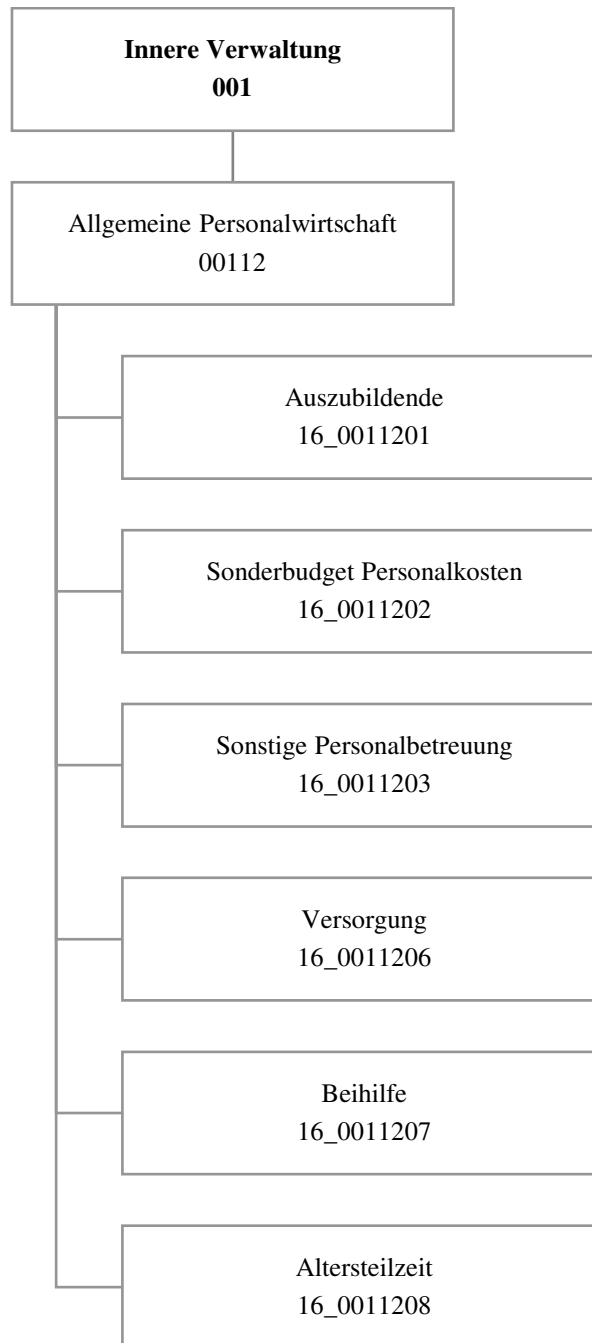 Innere Verwaltung
001
Allgemeine Personalwirtschaft
00112
Auszubildende
16_0011201
Sonderbudget Personalkosten
16_0011202
Sonstige Personalbetreuung
16_0011203
Versorgung
16_0011206
Beihilfe
16_0011207
Altersteilzeit
16_0011208